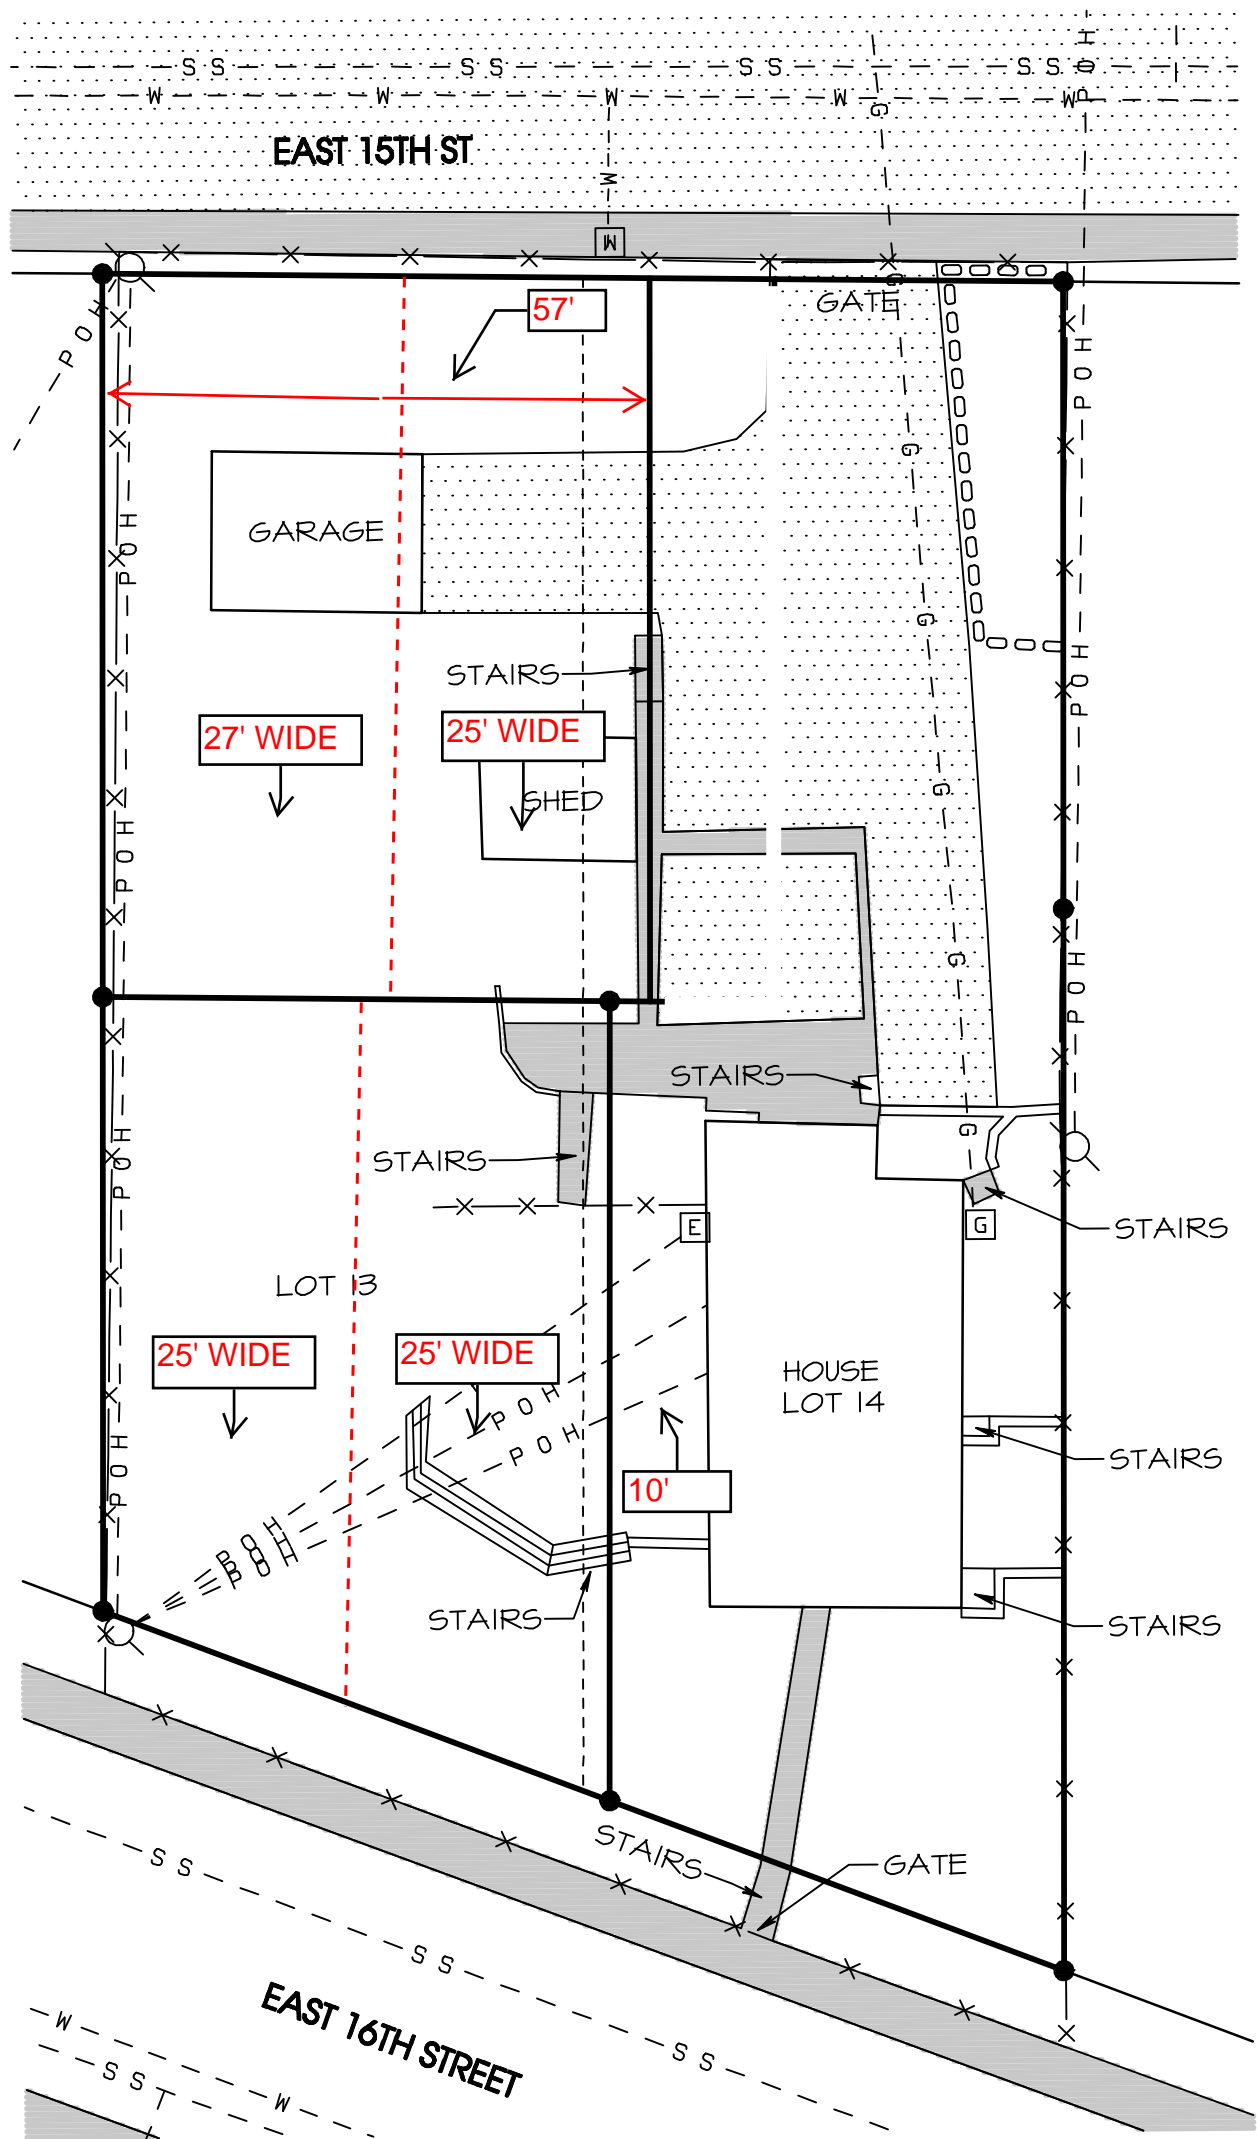 S S
S S
S S
S S
P O H
W
W
W
W
W
G
EAST 15TH ST
W
W
G
GATE
57'
P O H
P O H
G
GARAGE
P O H
P O H
G
STAIRS
P O H
P O H
27' WIDE
25' WIDE
SHED
G
P O H
P O H
G
P O H
STAIRS
G
P O H
P O H
STAIRS
E
G
STAIRS
LOT 13
25' WIDE
25' WIDE
HOUSE
LOT 14
P O H
P O H
P O H
P O H
STAIRS
10'
P O H
P O H
P O H
STAIRS
STAIRS
STAIRS
GATE
S S
S S
EAST 16TH STREET
W
S S
S S
W